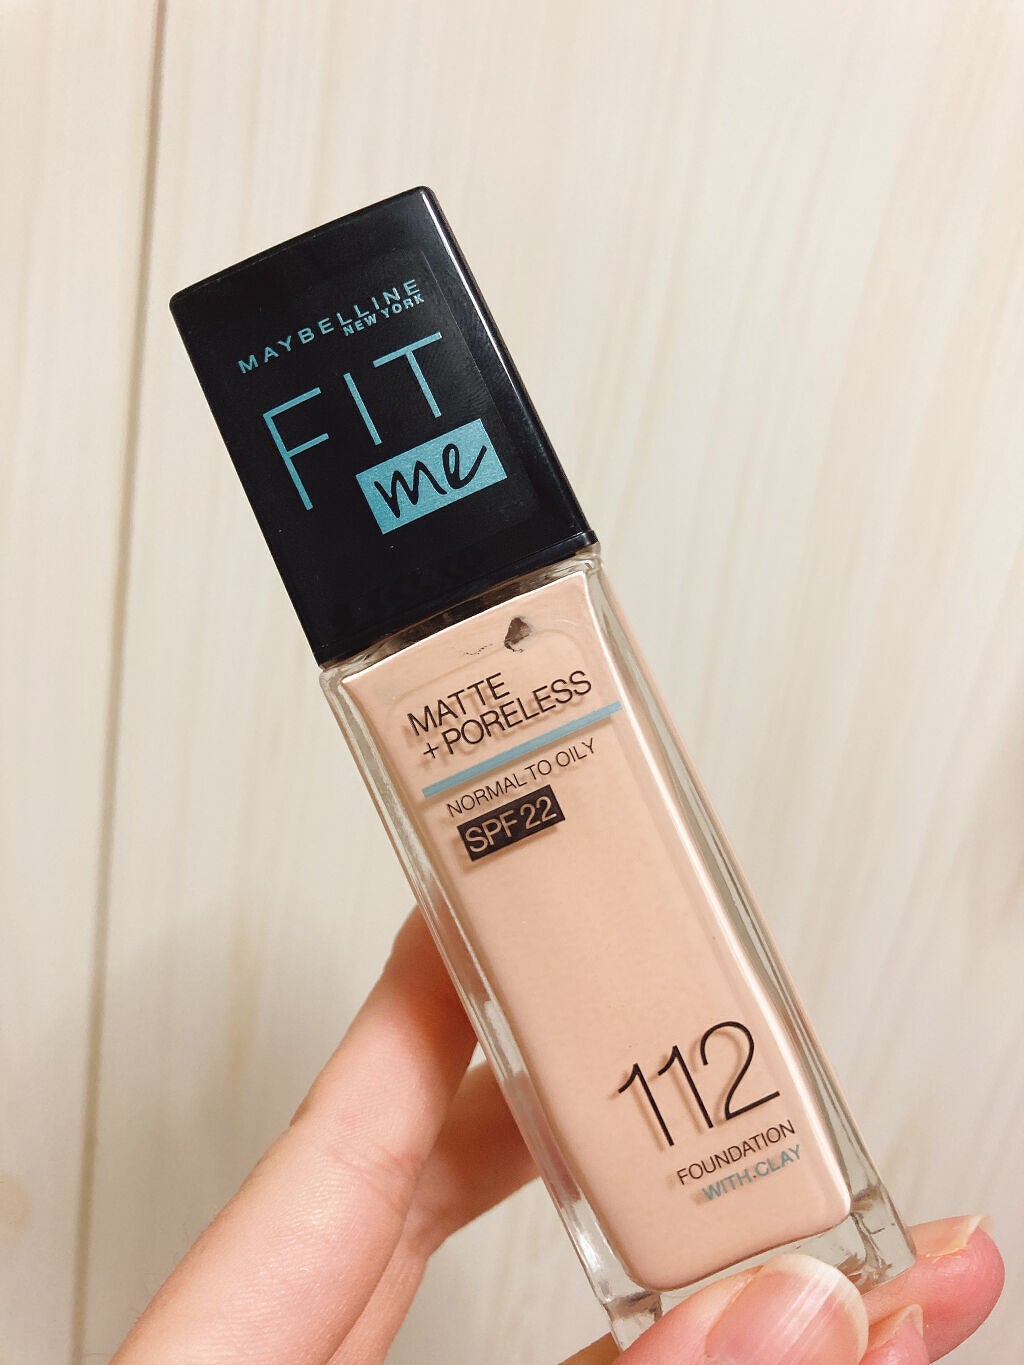 MAYBELLINE
NEW YORK
FIT
me
MATTE
+ PORELESS
NORMAL TO OILY
SPF 22
112
FOUNDATION
WITH CLAY